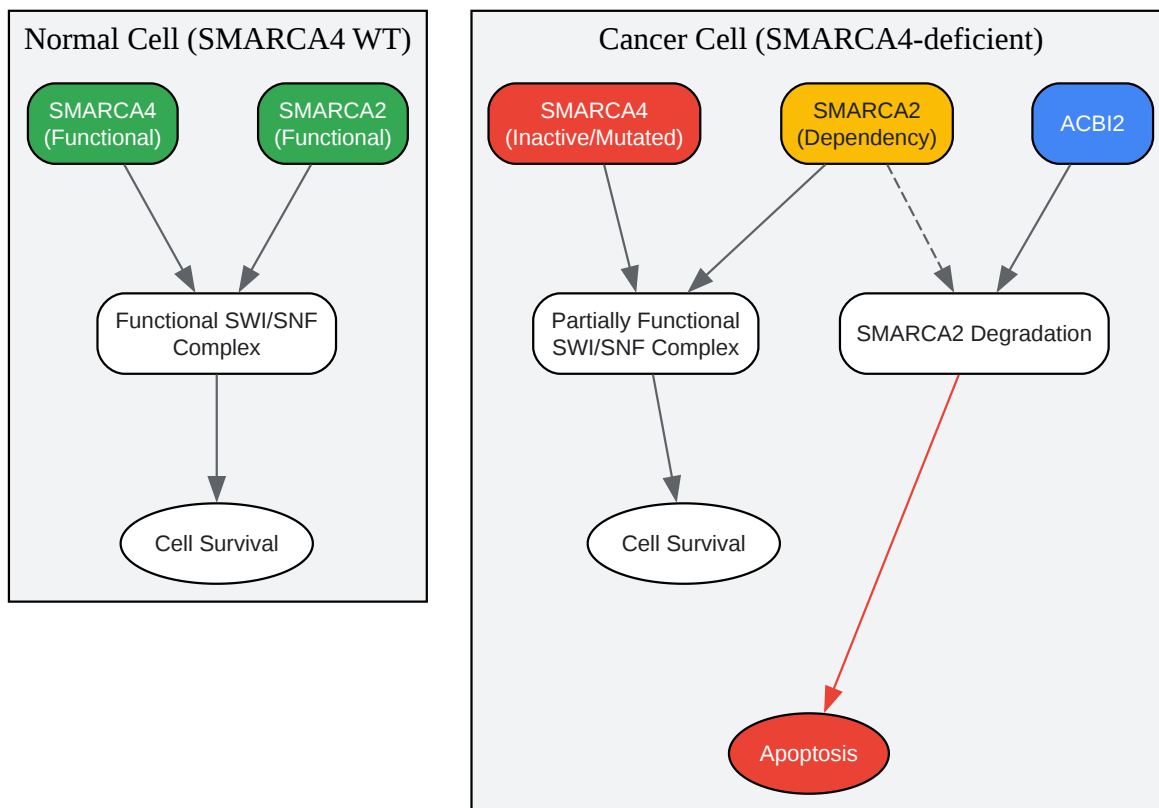 Normal Cell (SMARCA4 WT)
SMARCA4
(Functional)
SMARCA2
(Functional)
Functional SWI/SNF
Complex
Cell Survival
Cancer Cell (SMARCA4-deficient)
SMARCA4
(Inactive/Mutated)
SMARCA2
(Dependency)
ACBI2
Partially Functional
SWI/SNF Complex
SMARCA2 Degradation
Cell Survival
Apoptosis